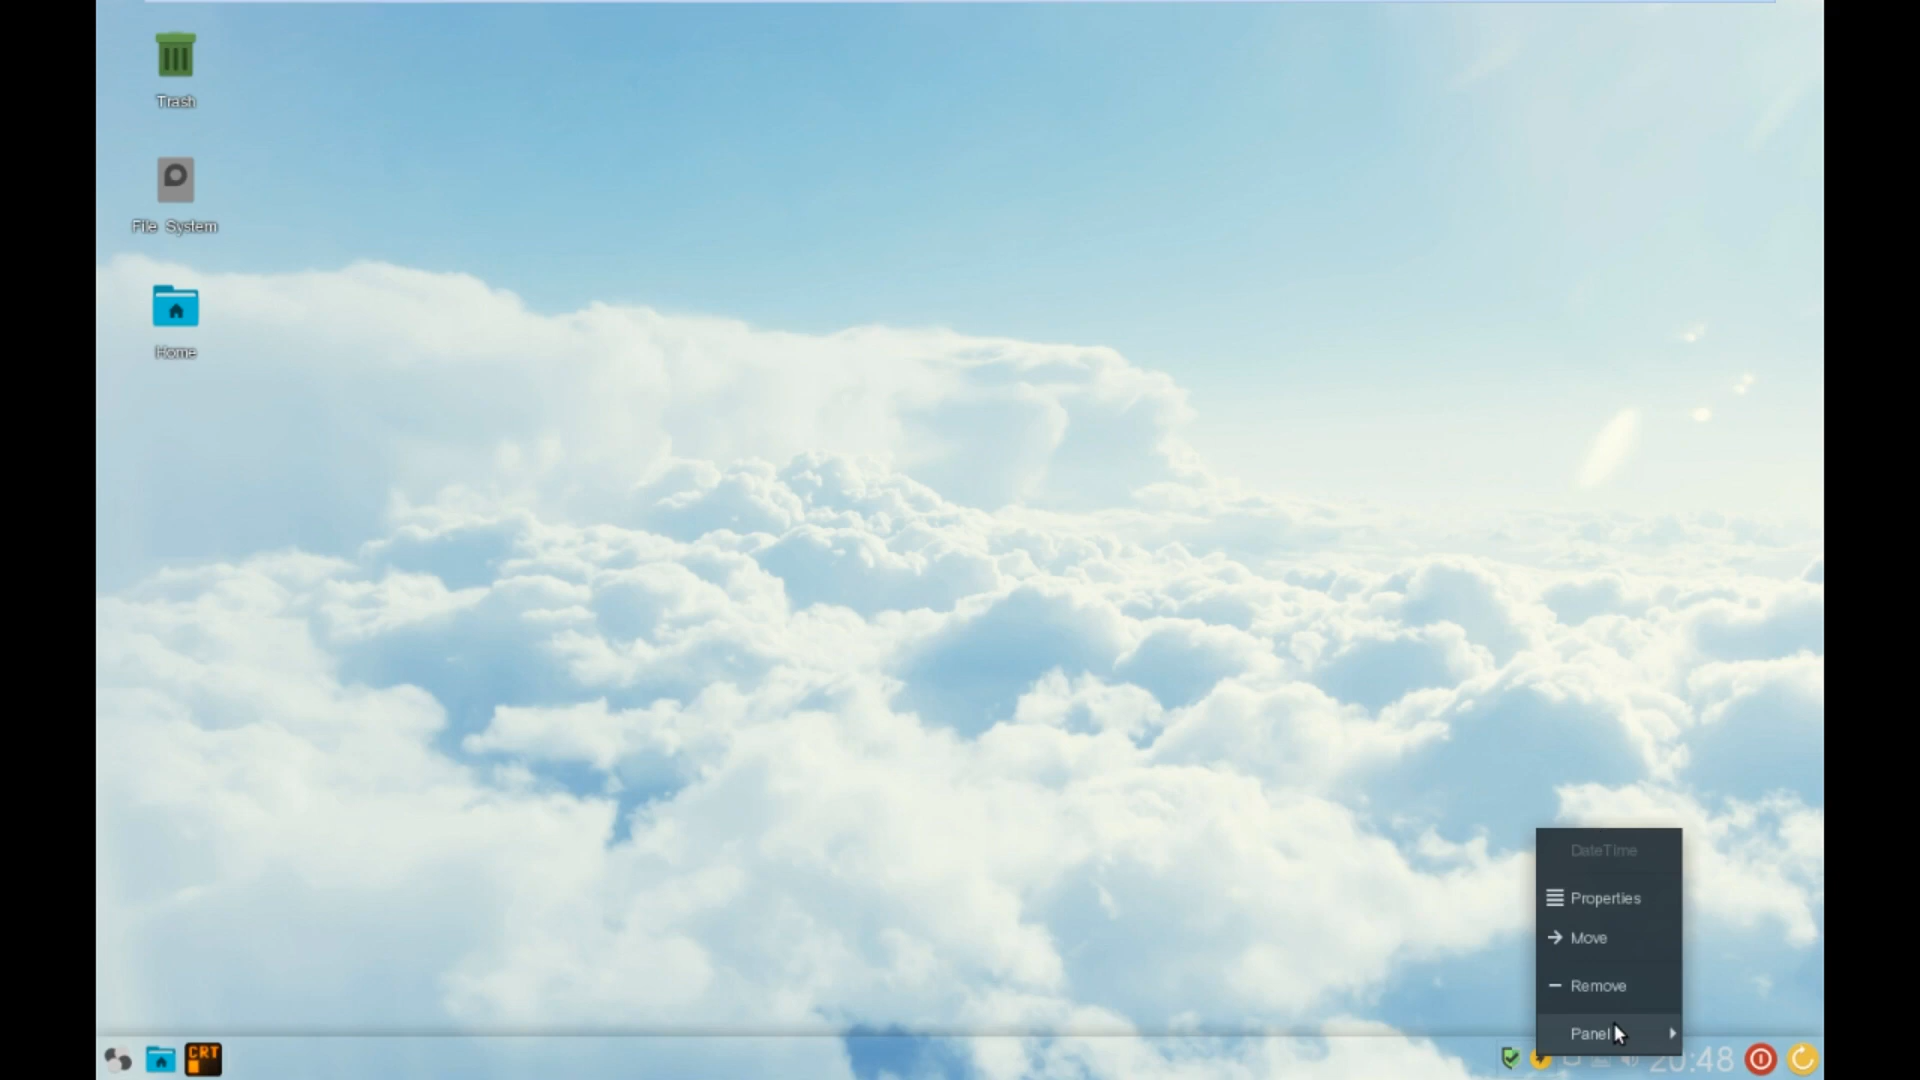 Trash
File System
Home
DateTime
Properties
Move
Remove
Panel
CRT
20:48